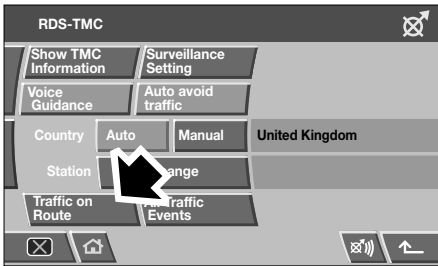 RDS-TMC
Show TMC Information
Surveillance Setting
Voice Guidance
Auto avoid traffic
Country
Auto
Manual
United Kingdom
Station
ange
Traffic on Route
Traffic Events